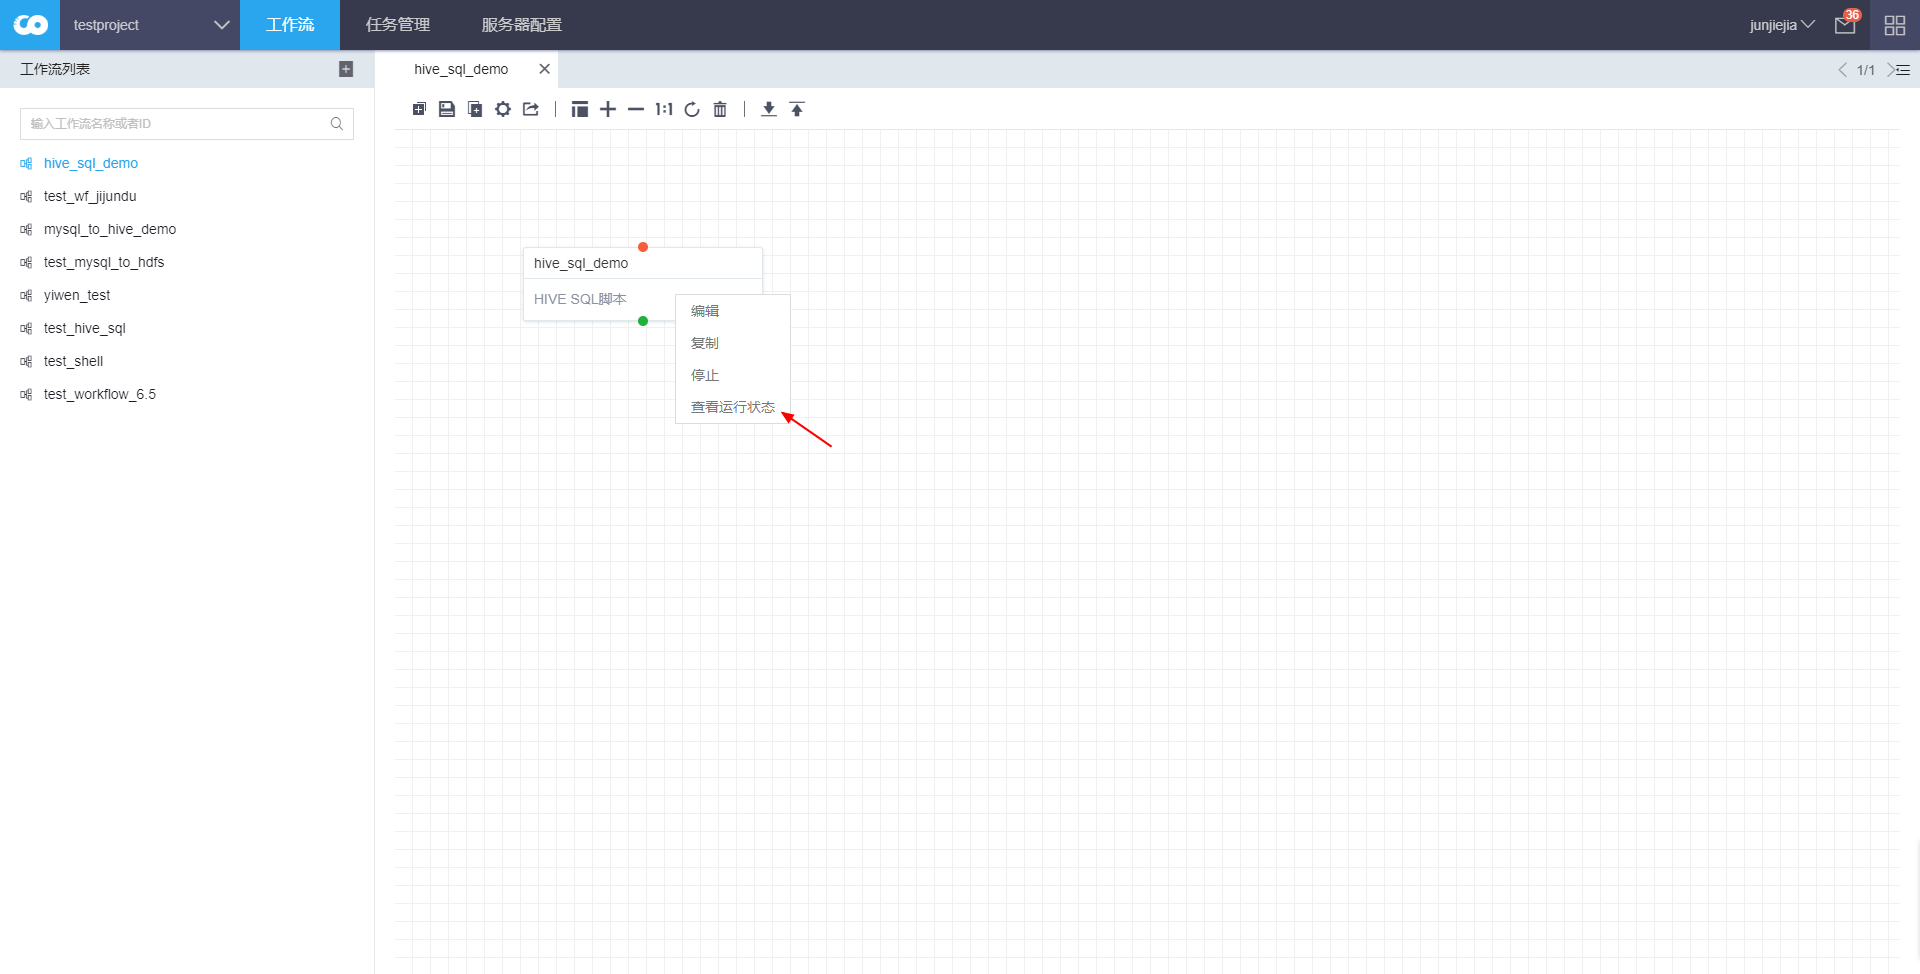 testproject
工作流
任务管理
服务器配置
junjiejia
36
工作流列表
hive_sql_demo
1/1
输入工作流名称或者ID
1:1
hive_sql_demo
test_wf_jijundu
mysql_to_hive_demo
test_mysql_to_hdfs
yiwen_test
test_hive_sql
test_shell
test_workflow_6.5
hive_sql_demo
HIVE SQL脚本
编辑
复制
停止
查看运行状态